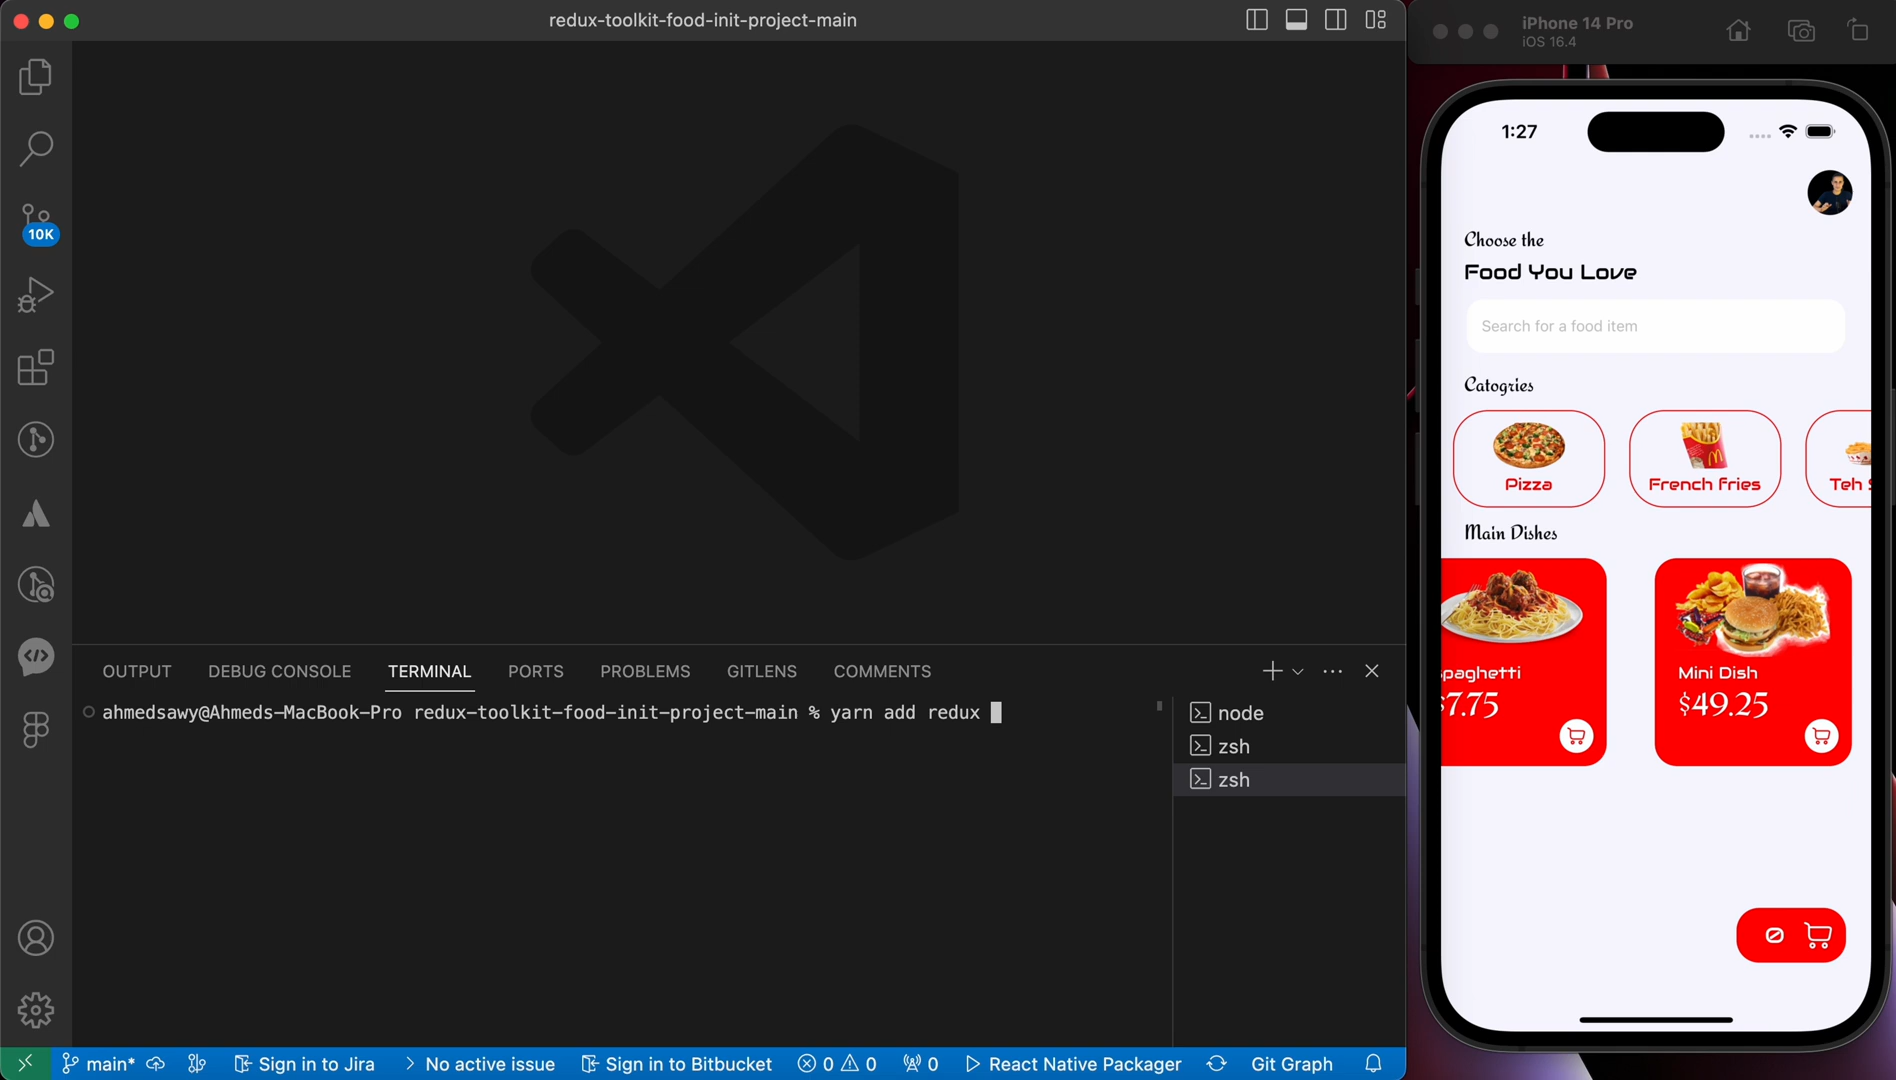 redux-toolkit-food-init-project-main
10K
OUTPUT DEBUG CONSOLE TERMINAL PORTS PROBLEMS GITLENS COMMENTS
ahmedsawy@Ahmeds-MacBook-Pro redux-toolkit-food-init-project-main % yarn add redux
node
zsh
zsh
main* Sign in to Jira No active issue Sign in to Bitbucket 0 0 0 React Native Packager Git Graph
iPhone 14 Pro
iOS 16.4
1:27
Choose the
Food You Love
Search for a food item
Catogries
Pizza French fries Teh
Main Dishes
paghetti Mini Dish
$7.75 $49.25
0